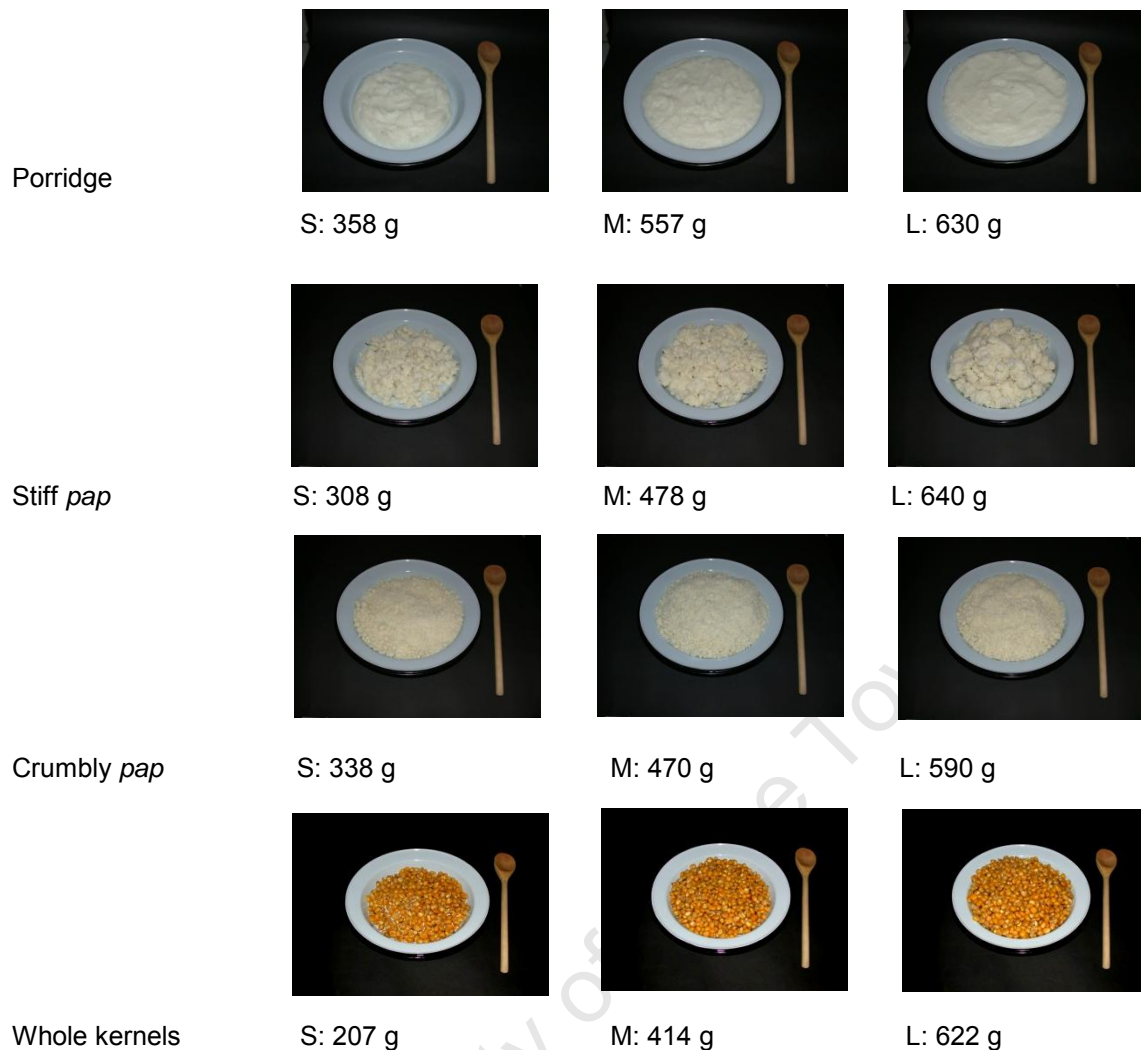 Porridge
S: 358 g M: 557 g L: 630 g
Stiff pap S: 308 g M: 478 g L: 640 g
Crumbly pap S: 338 g M: 470 g L: 590 g
Whole kernels S: 207 g M: 414 g L: 622 g